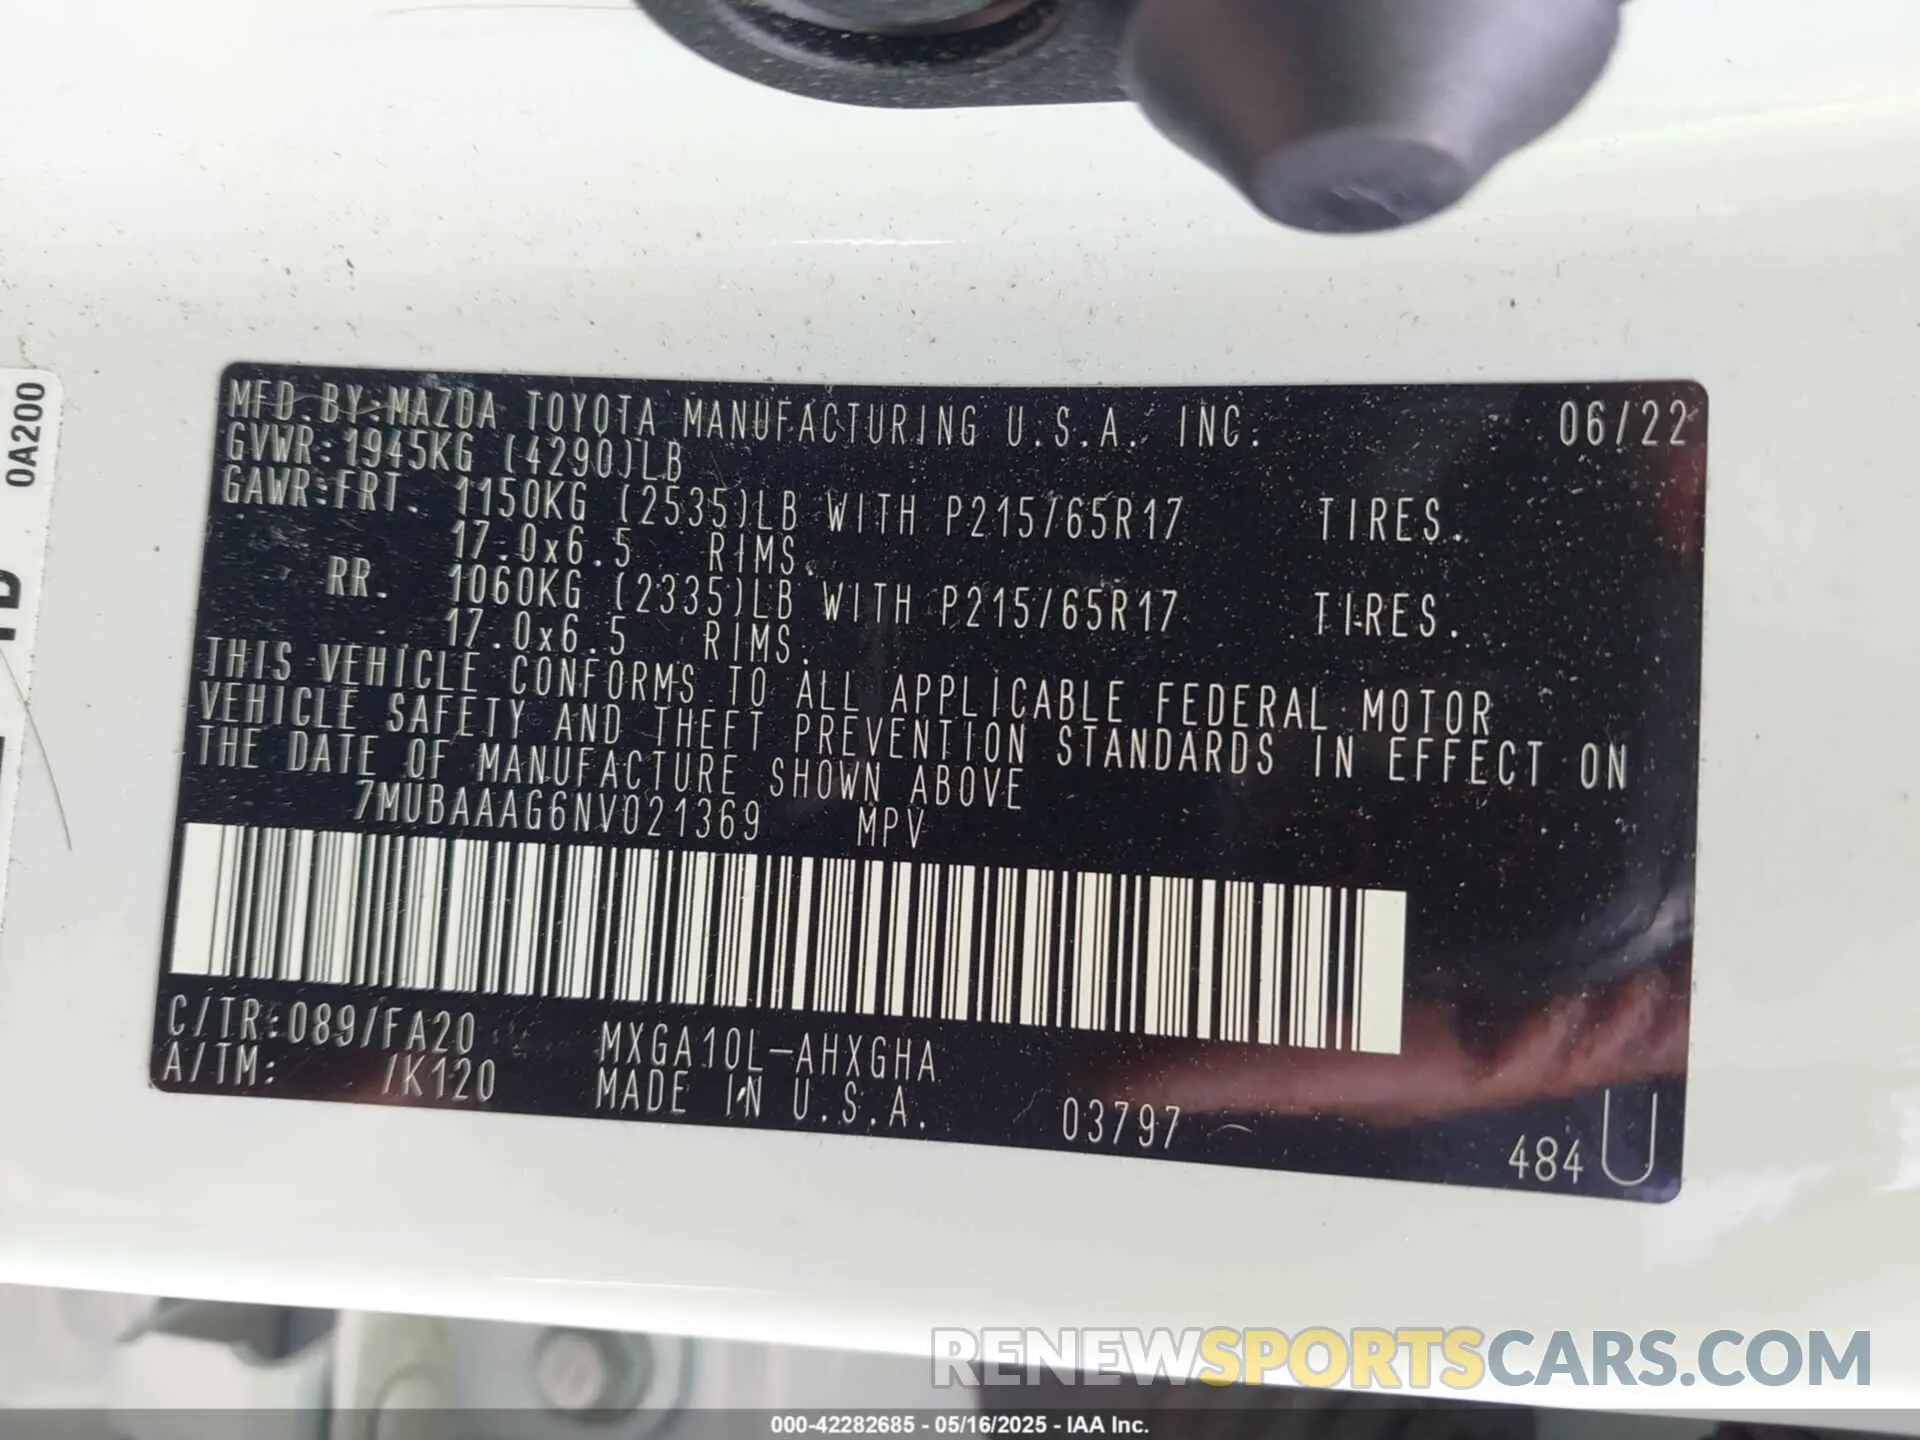 MFD.BY:MAZDA TOYOTA MANUFACTURING U.S.A. INC. 06/22
GVWR:1945KG (4290)LB
GAWR:FRT. 1150KG (2535)LB WITH P215/65R17 TIRES.
17.0x6.5 RIMS.
RR. 1060KG (2335)LB WITH P215/65R17 TIRES.
17.0x6.5 RIMS.
THIS VEHICLE CONFORMS TO ALL APPLICABLE FEDERAL MOTOR
VEHICLE SAFETY AND THEFT PREVENTION STANDARDS IN EFFECT ON
THE DATE OF MANUFACTURE SHOWN ABOVE
7MUBAAAG6NV021369 MPV
C/TR:089/FA20 MXGA10L-AHXGHA
A/TM: /K120 MADE IN U.S.A. 03797 484 U
0A200
RENEWSPORTSCARS.COM
000-42282685 - 05/16/2025 - IAA Inc.